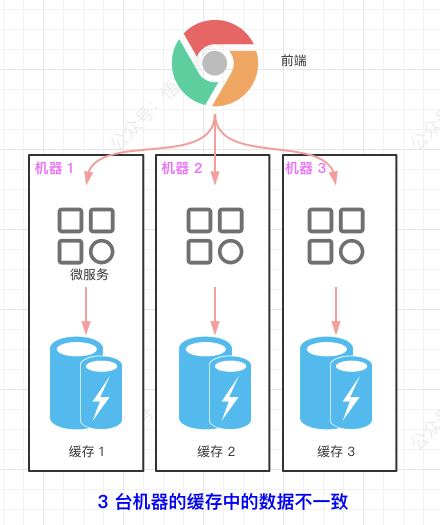 前端
机器 1
机器 2
机器 3
微服务
缓存 1
缓存 2
缓存 3
3 台机器的缓存中的数据不一致